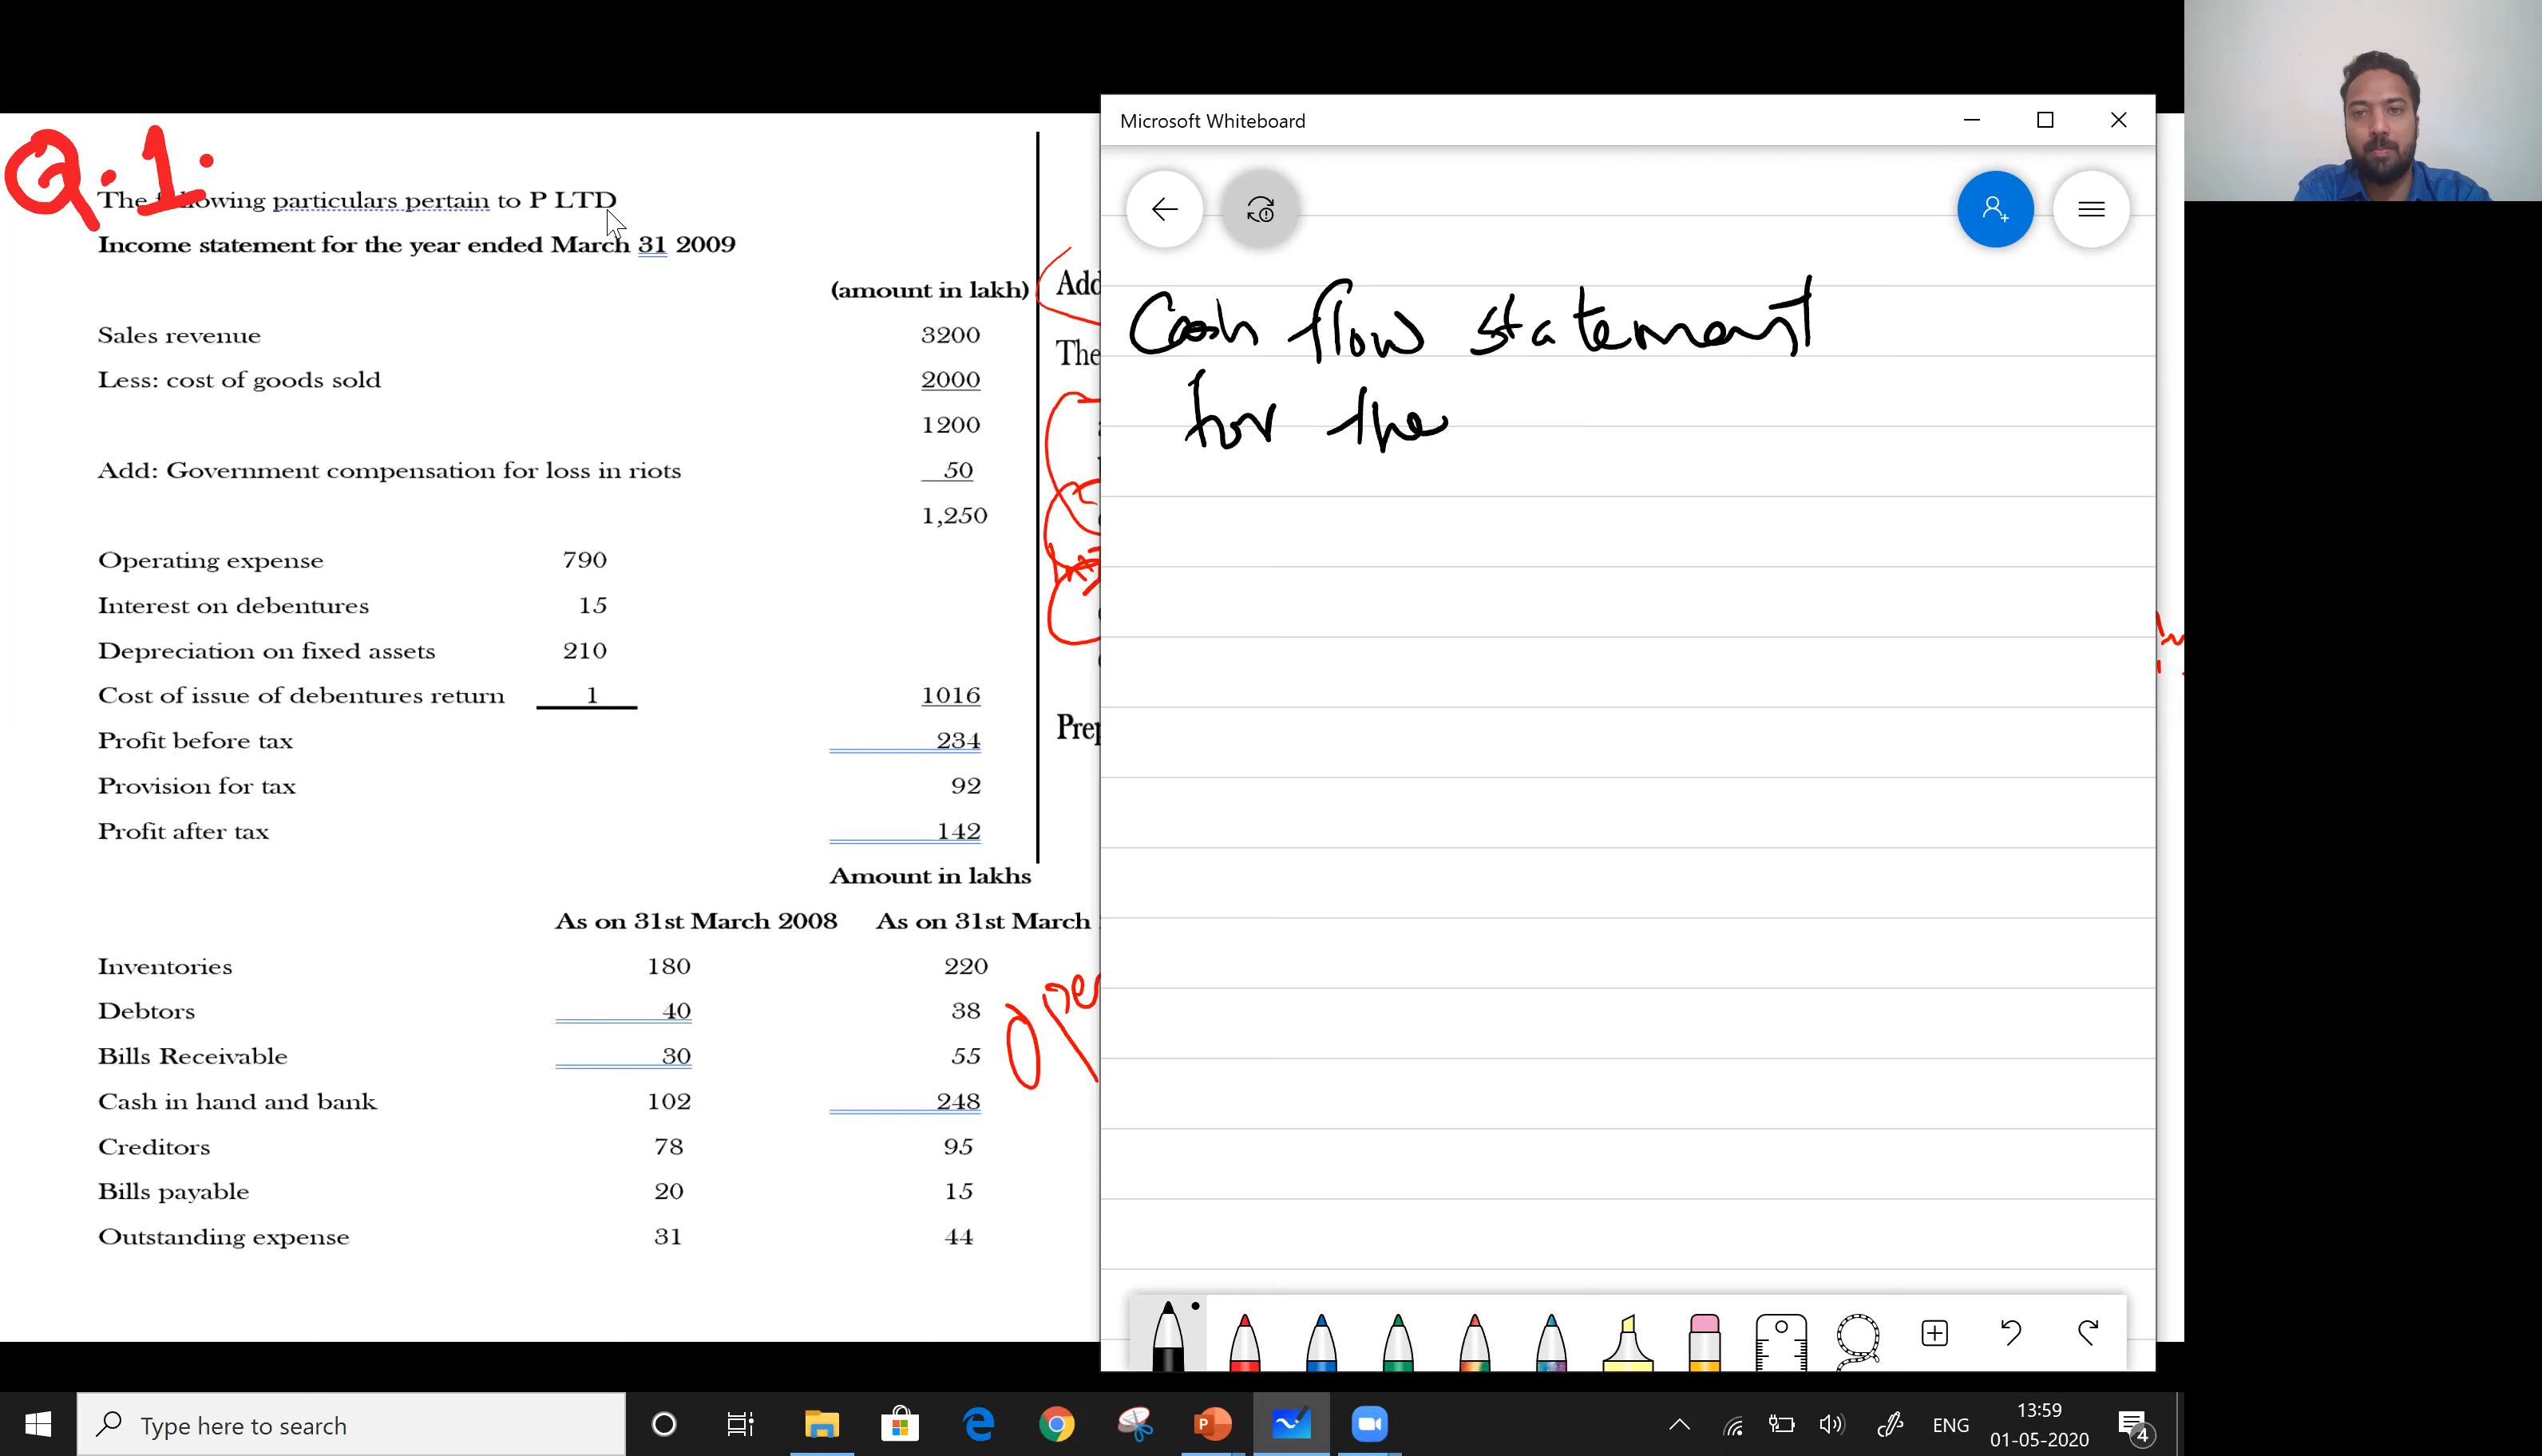 Q.1.
The following particulars pertain to P LTD
Income statement for the year ended March 31 2009
(amount in lakh)
Sales revenue 3200
Less: cost of goods sold 2000
1200
Add: Government compensation for loss in riots 50
1,250
Operating expense 790
Interest on debentures 15
Depreciation on fixed assets 210
Cost of issue of debentures return 1 1016
Profit before tax 234
Provision for tax 92
Profit after tax 142
Amount in lakhs
As on 31st March 2008 As on 31st March
Inventories 180 220
Debtors 40 38
Bills Receivable 30 55
Cash in hand and bank 102 248
Creditors 78 95
Bills payable 20 15
Outstanding expense 31 44
Add
The
Prep
Oper
Microsoft Whiteboard
Cash flow statement
for the
Type here to search
ENG
13:59
01-05-2020
4